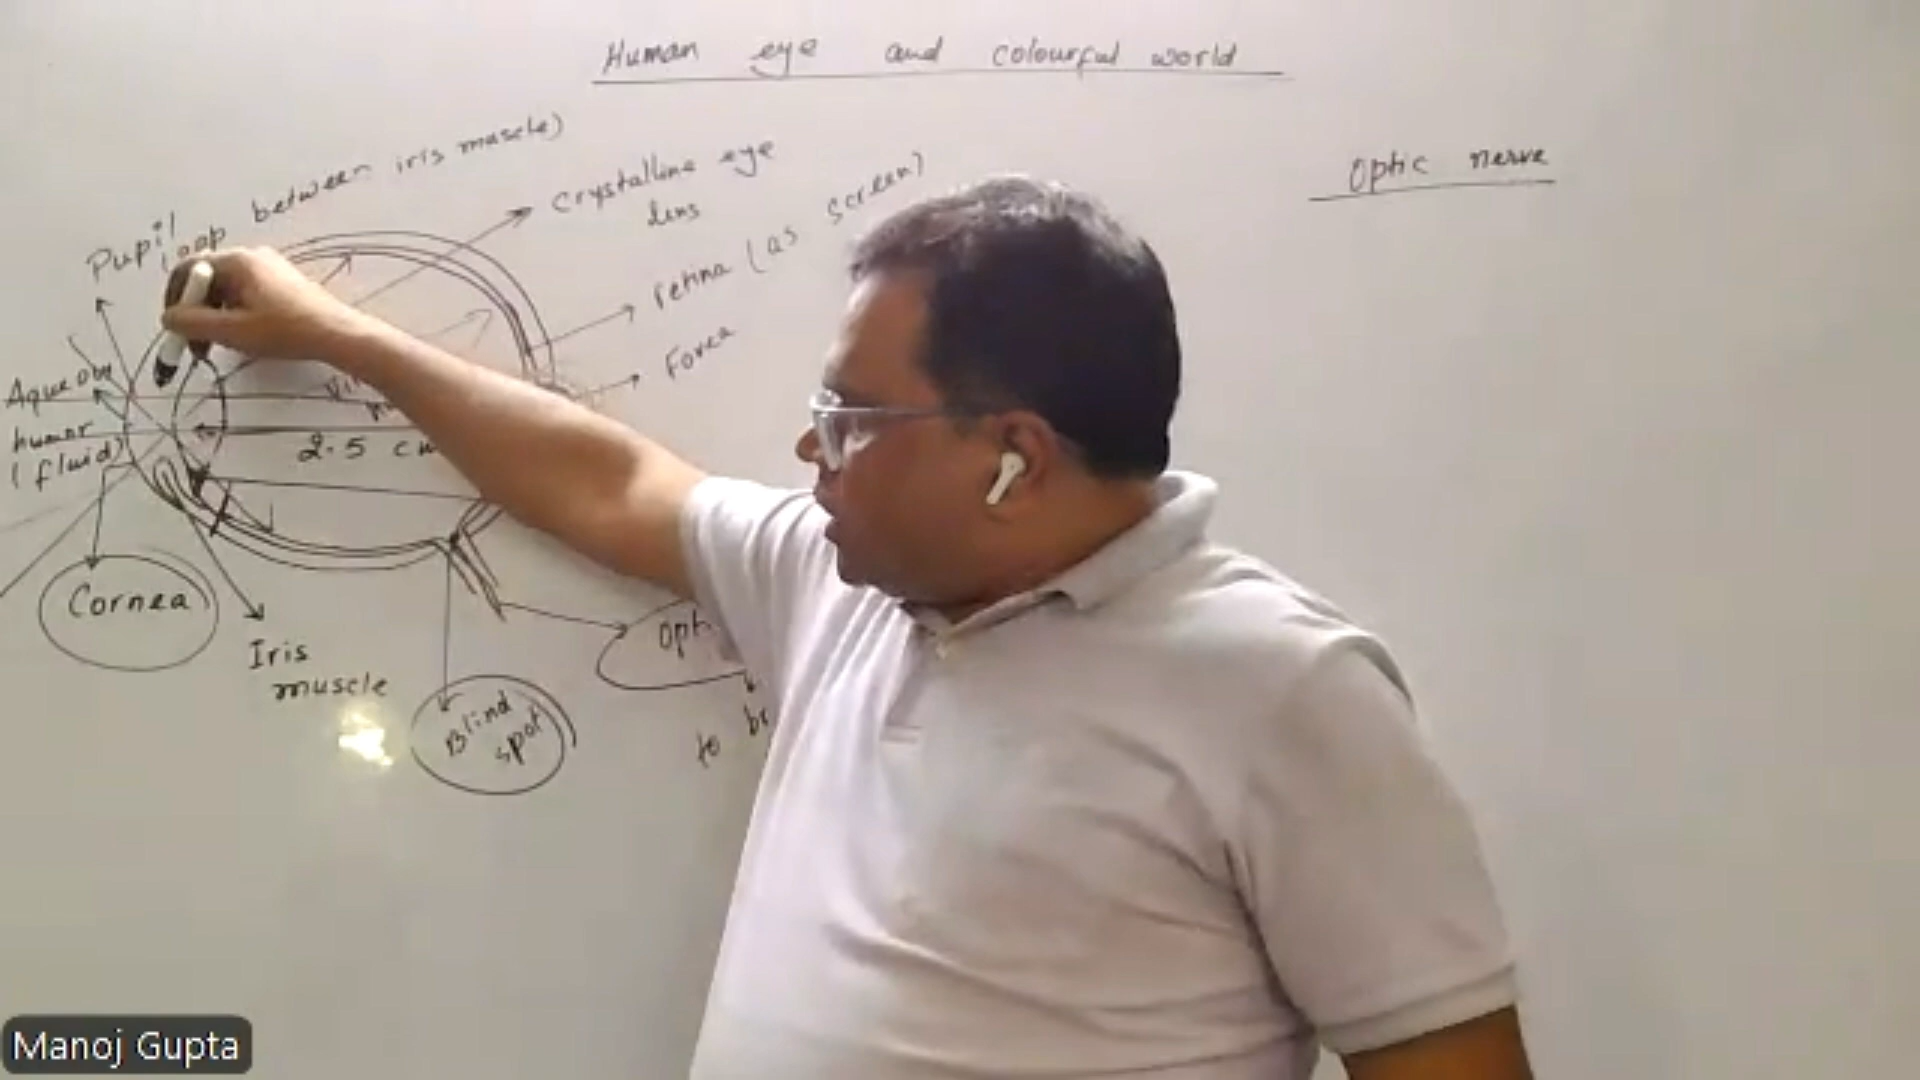 Human eye and colourful world
Optic nerve
Pupil
between iris muscle)
Crystalline eye
lens
retina (as screen)
Fovea
Aqueous
humor
(fluid)
2.5 cm
Cornea
Iris
muscle
Blind
spot
to
Manoj Gupta